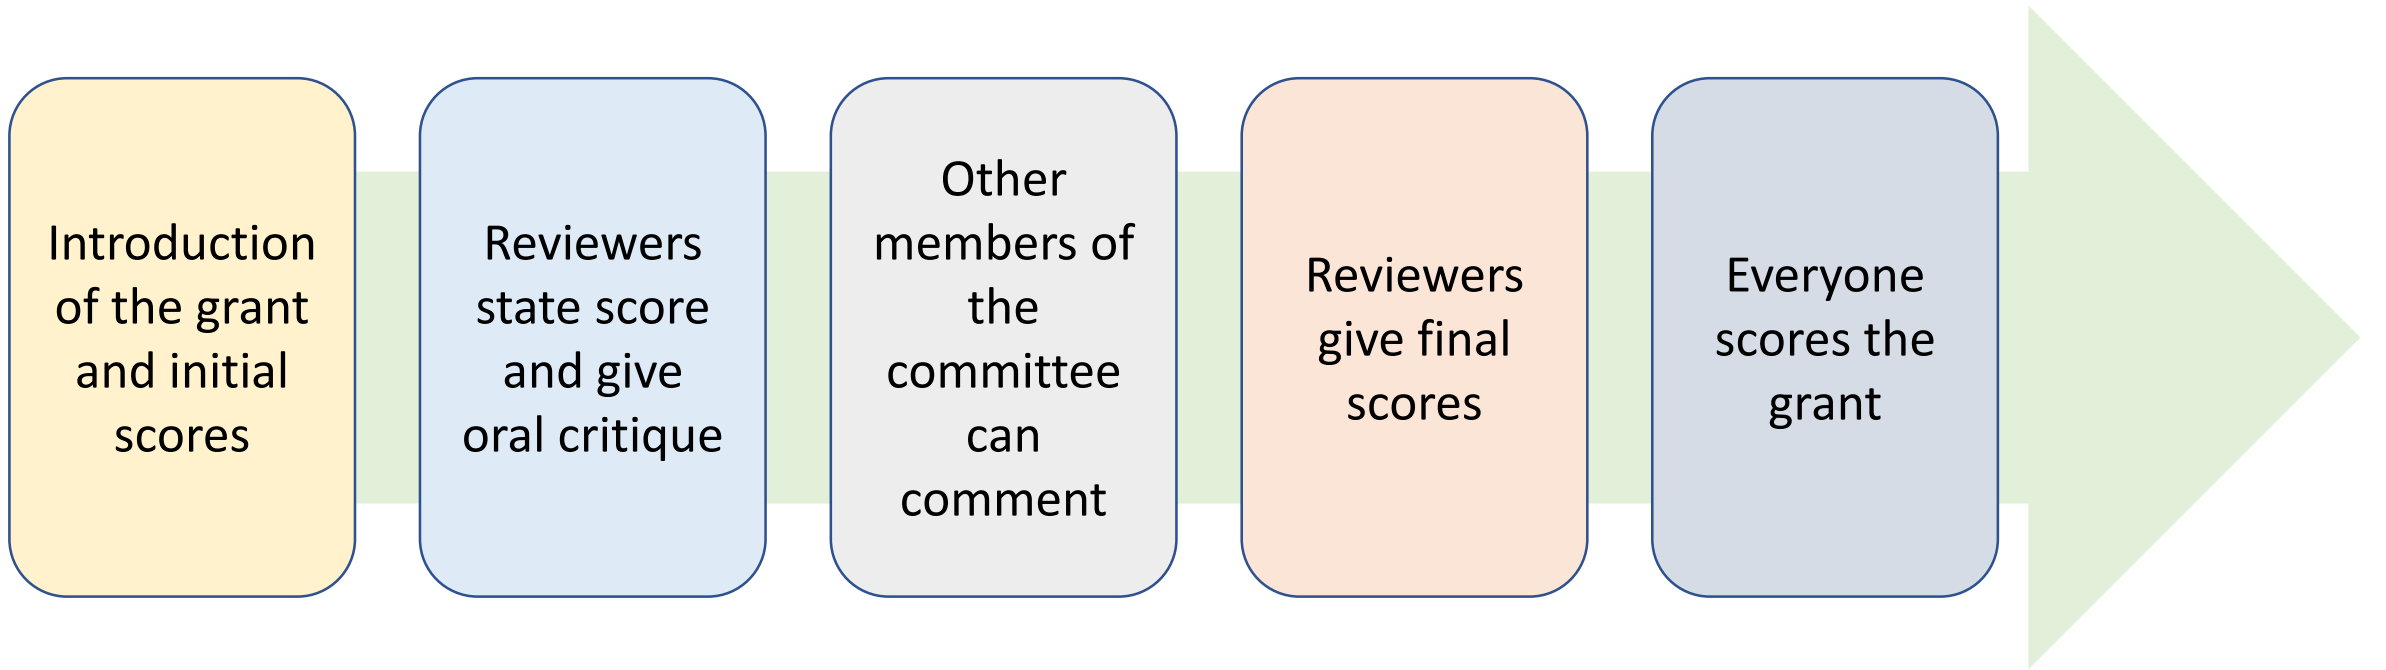 Introduction
of the grant
and initial
scores
Reviewers
state score
and give
oral critique
Other
members of
the
committee
can
comment
Reviewers
give final
scores
Everyone
scores the
grant